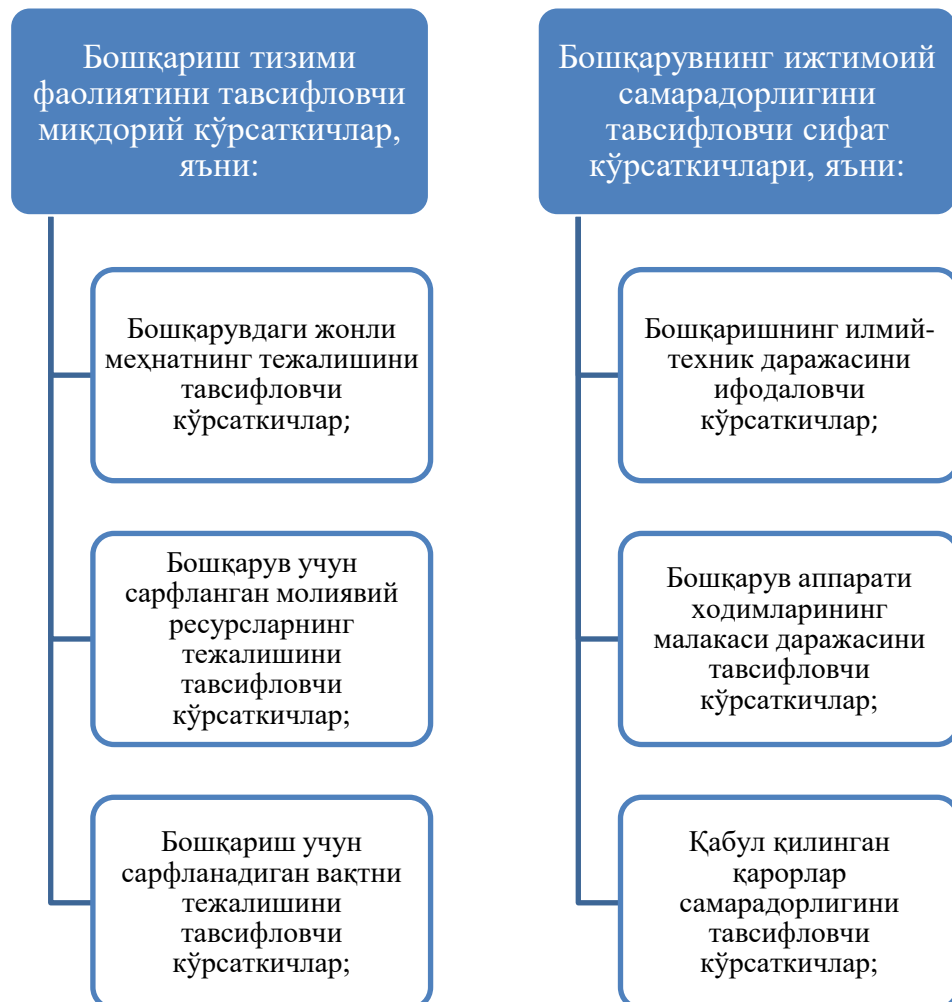 Бошқариш тизими
фаолиятини тавсифловчи
миқдорий кўрсаткичлар,
яъни:
Бошқарувдаги жонли
меҳнатнинг тежалишини
тавсифловчи
кўрсаткичлар;
Бошқарув учун
сарфланган молиявий
ресурсларнинг
тежалишини
тавсифловчи
кўрсаткичлар;
Бошқариш учун
сарфланадиган вақтни
тежалишини
тавсифловчи
кўрсаткичлар;
Бошқарувнинг ижтимоий
самарадорлигини
тавсифловчи сифат
кўрсаткичлари, яъни:
Бошқаришнинг илмий-
техник даражасини
ифодаловчи
кўрсаткичлар;
Бошқарув аппарати
ходимларининг
малакаси даражасини
тавсифловчи
кўрсаткичлар;
Қабул қилинган
қарорлар
самарадорлигини
тавсифловчи
кўрсаткичлар;